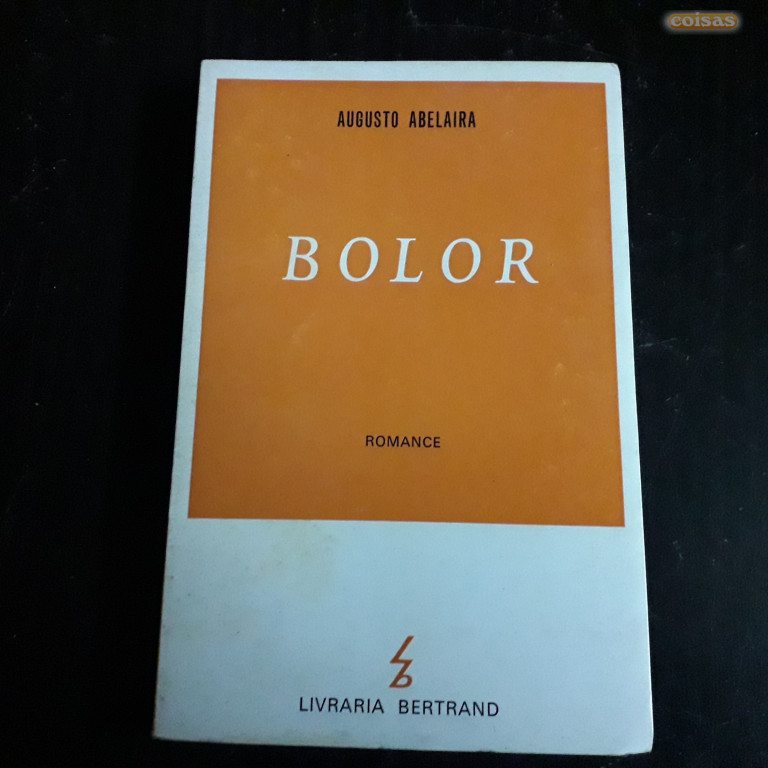 coisas
AUGUSTO ABELAIRA
BOLOR
ROMANCE
LIVRARIA BERTRAND